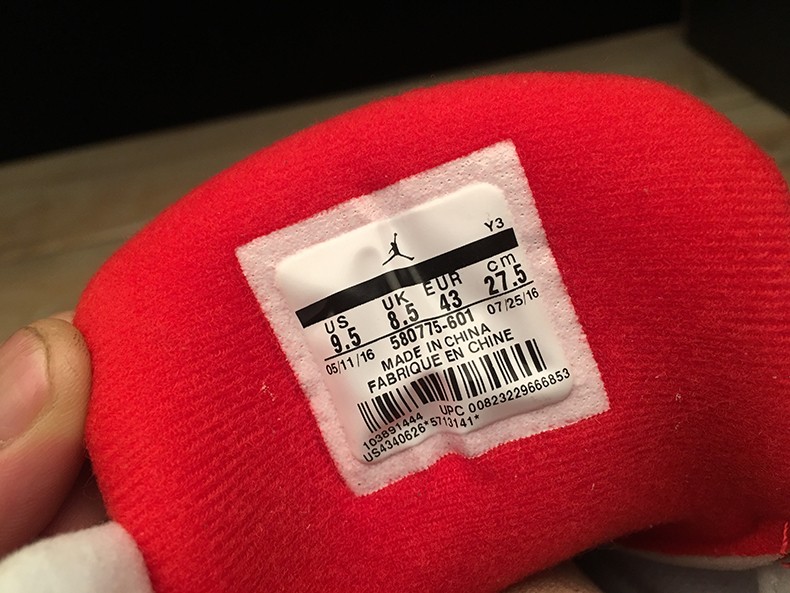 Y3
US UK EUR cm
9.5 8.5 43 27.5
05/11/16 580775-601 07/25/16
MADE IN CHINA
FABRIQUE EN CHINE
103891444 UPC 00823229666853
US4340626*5713141*